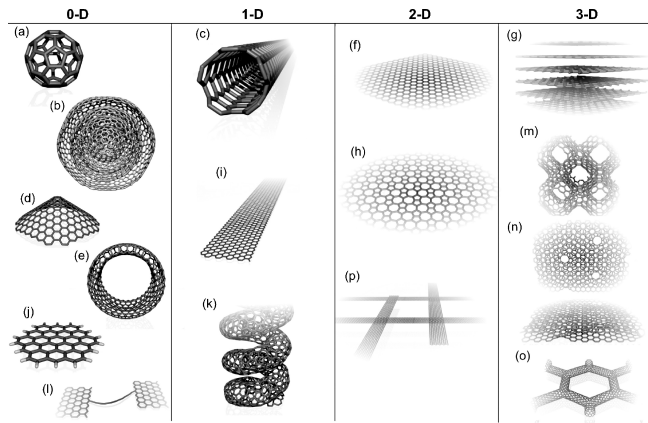 0-D
1-D
2-D
3-D
(a)
(b)
(d)
(e)
(j)
(l)
(c)
(i)
(k)
(f)
(h)
(p)
(g)
(m)
(n)
(o)